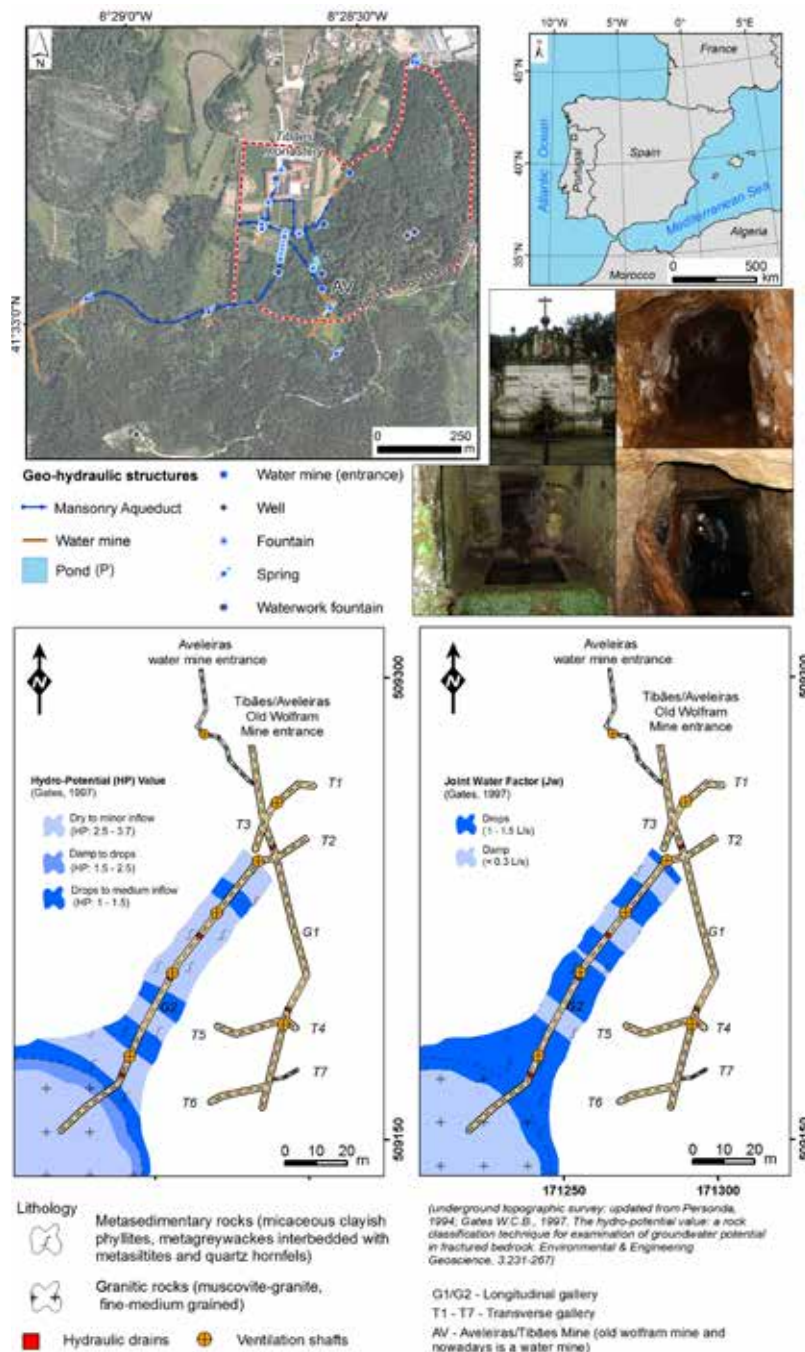 8°29'0"W
8°28'30"W
N
Tibães
monastery
AV
41°33'0"N
0 250
m
10°W 5°W 0° 5°E
45°N
40°N
35°N
France
Spain
Portugal
Atlantic Ocean
Mediterranean Sea
Algeria
Morocco
0 500
km
Geo-hydraulic structures
Mansonry Aqueduct
Water mine
Pond (P)
Water mine (entrance)
Well
Fountain
Spring
Waterwork fountain
N
Aveleiras
water mine entrance
Tibães/Aveleiras
Old Wolfram
Mine entrance
509300
Hydro-Potential (HP) Value
(Gates, 1997)
Dry to minor inflow
(HP: 2.5 - 3.7)
Damp to drops
(HP: 1.5 - 2.5)
Drops to medium inflow
(HP: 1 - 1.5)
T1
T3
T2
G1
G2
T5
T4
T7
T6
509150
0 10 20
m
N
Aveleiras
water mine entrance
Tibães/Aveleiras
Old Wolfram
Mine entrance
509300
Joint Water Factor (Jw)
(Gates, 1997)
Drops
(1 - 1.5 L/s)
Damp
(< 0.3 L/s)
T1
T3
T2
G1
G2
T5
T4
T7
T6
509150
0 10 20
m
171250 171300
Lithology
Metasedimentary rocks (micaceous clayish
phyllites, metagreywackes interbedded with
metasiltites and quartz hornfels)
Granitic rocks (muscovite-granite,
fine-medium grained)
Hydraulic drains
Ventilation shafts
(underground topographic survey: updated from Personda,
1994; Gates W.C.B., 1997. The hydro-potential value: a rock
classification technique for examination of groundwater potential
in fractured bedrock. Environmental & Engineering
Geoscience, 3.231-267)
G1/G2 - Longitudinal gallery
T1 - T7 - Transverse gallery
AV - Aveleiras/Tibães Mine (old wolfram mine and
nowadays is a water mine)